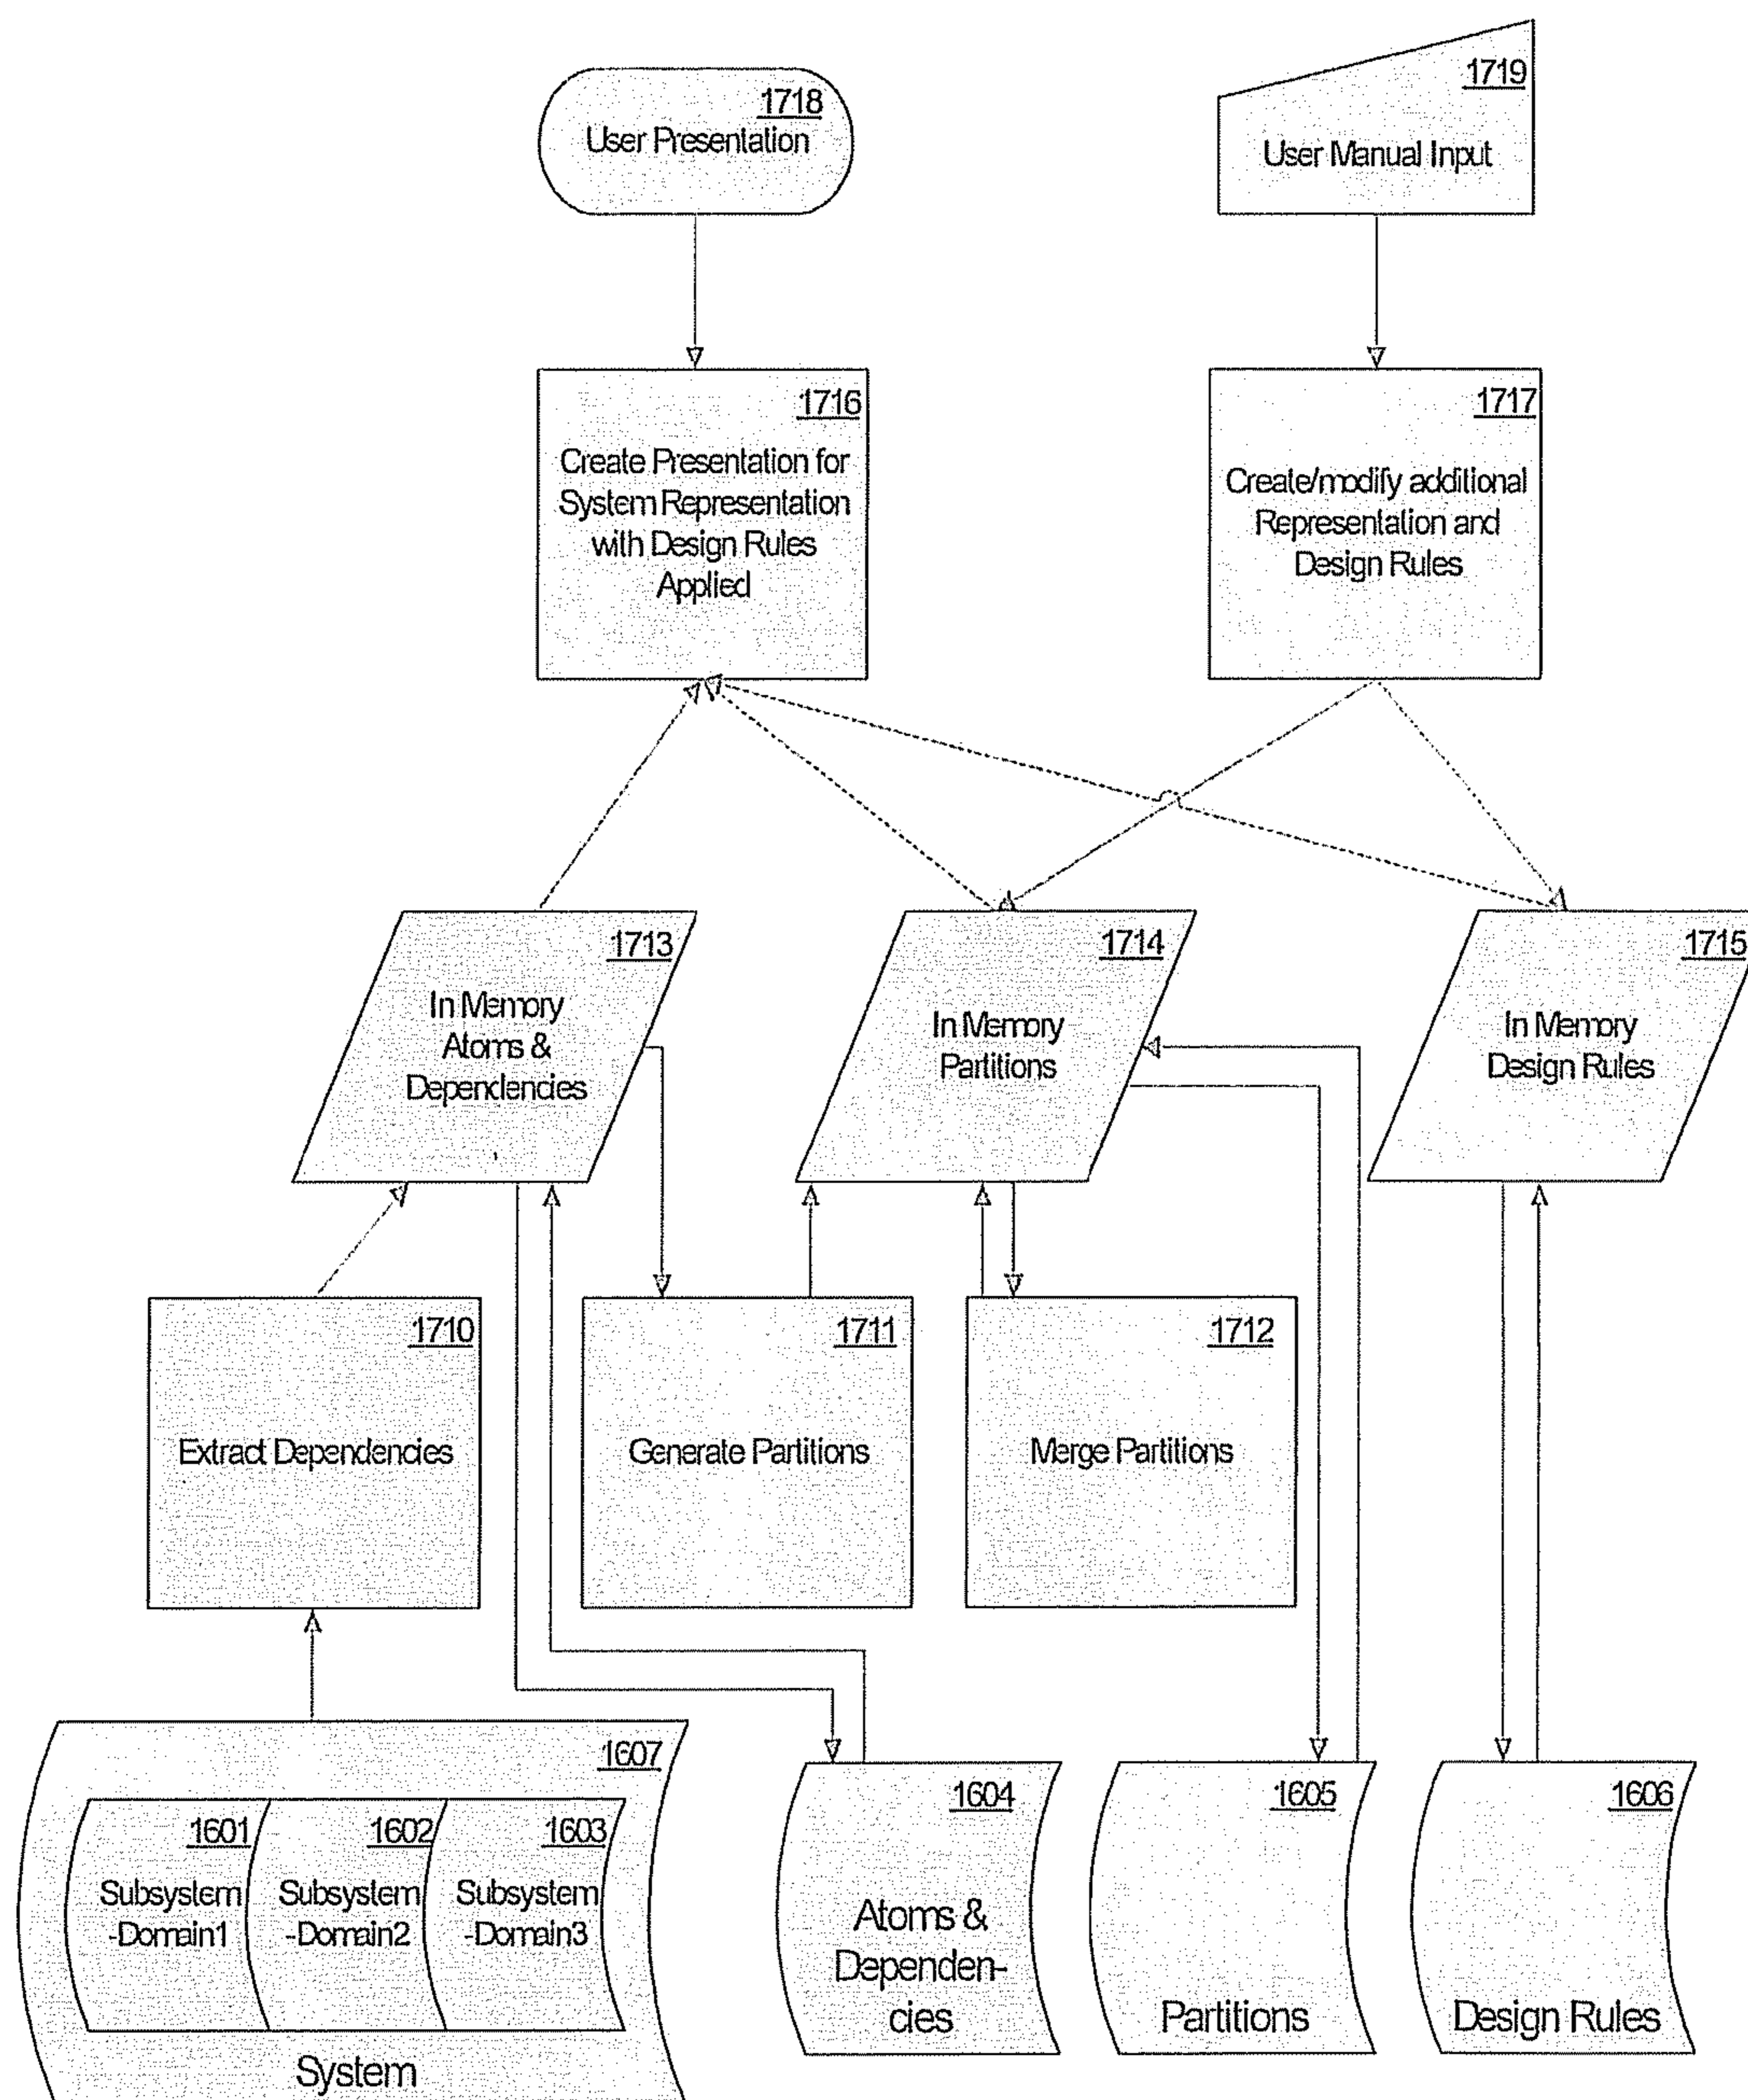 1718
User Presentation
1719
User Manual Input
1716
Create Presentation for
System Representation
with Design Rules
Applied
1717
Create/modify additional
Representation and
Design Rules
1713
In Memory
Atoms &
Dependencies
1714
In Memory
Partitions
1715
In Memory
Design Rules
1710
Extract Dependencies
1711
Generate Partitions
1712
Merge Partitions
1607
1601
Subsystem
-Domain1
1602
Subsystem
-Domain2
1603
Subsystem
-Domain3
System
1604
Atoms &
Dependen-
cies
1605
Partitions
1606
Design Rules